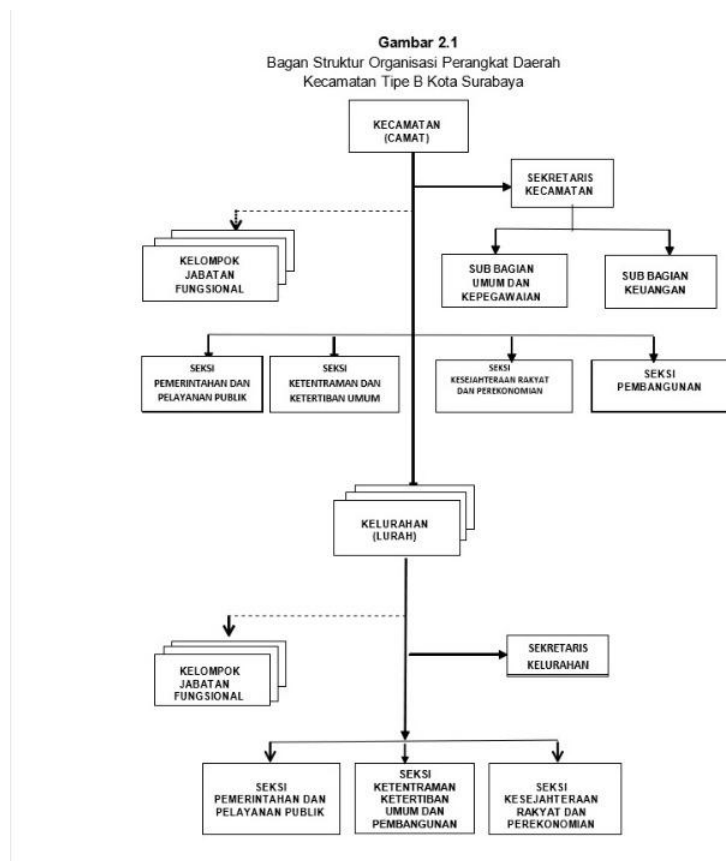 Gambar 2.1
Bagan Struktur Organisasi Perangkat Daerah
Kecamatan Tipe B Kota Surabaya
KECAMATAN
(CAMAT)
SEKRETARIS
KECAMATAN
KELOMPOK
JABATAN
FUNGSIONAL
SUB BAGIAN
UMUM DAN
KEPEGAWAIAN
SUB BAGIAN
KEUANGAN
SEKSI
PEMERINTAHAN DAN
PELAYANAN PUBLIK
SEKSI
KETENTRAMAN DAN
KETERTIBAN UMUM
SEKSI
KESEJAHTERAAN RAKYAT
DAN PEREKONOMIAN
SEKSI
PEMBANGUNAN
KELURAHAN
(LURAH)
KELOMPOK
JABATAN
FUNGSIONAL
SEKRETARIS
KELURAHAN
SEKSI
PEMERINTAHAN DAN
PELAYANAN PUBLIK
SEKSI
KETENTRAMAN
KETERTIBAN
UMUM DAN
PEMBANGUNAN
SEKSI
KESEJAHTERAAN
RAKYAT DAN
PEREKONOMIAN